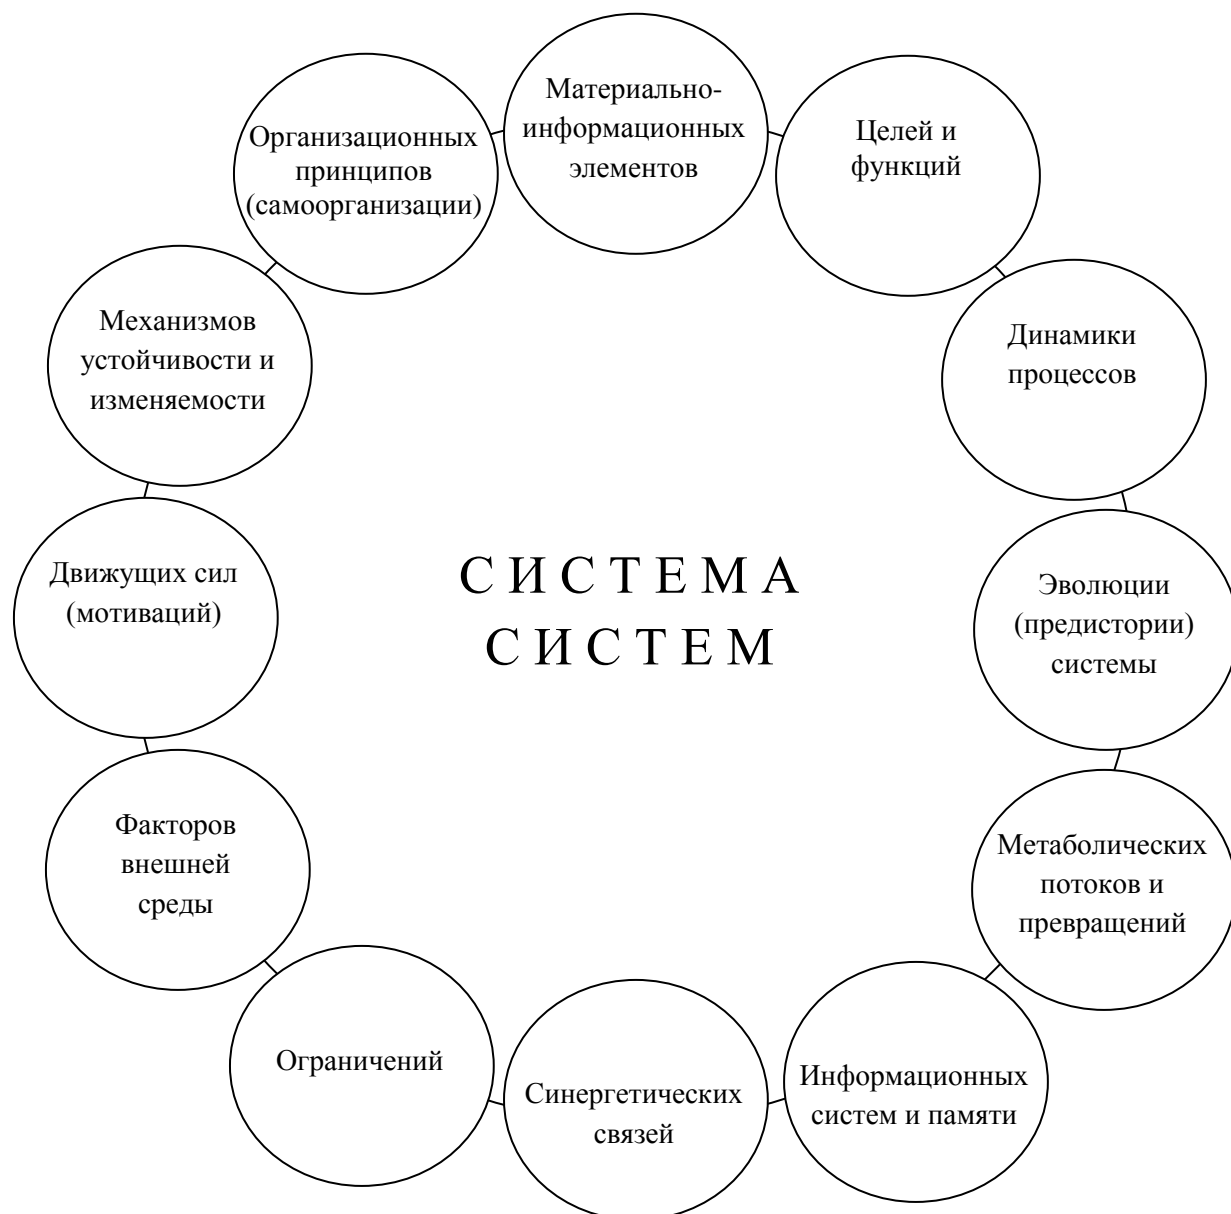 Материально-
информационных
элементов
Целей и
функций
Динамики
процессов
Эволюции
(предистории)
системы
Метаболических
потоков и
превращений
Информационных
систем и памяти
Синергетических
связей
Ограничений
Факторов
внешней
среды
Движущих сил
(мотиваций)
Механизмов
устойчивости и
изменяемости
Организационных
принципов
(самоорганизации)
С И С Т Е М А
С И С Т Е М